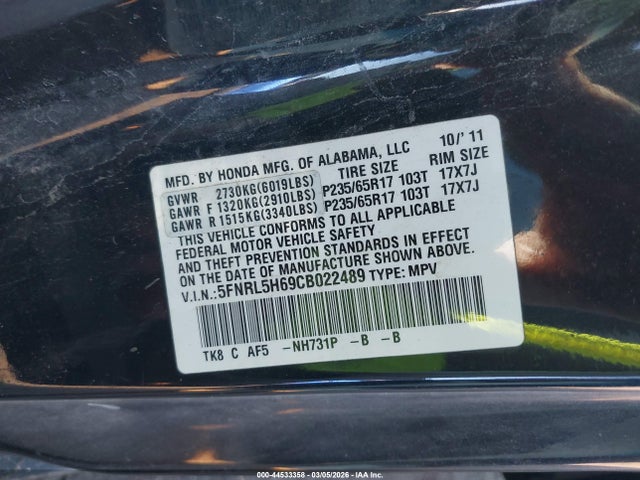 MFD. BY HONDA MFG. OF ALABAMA, LLC 10/'11
TIRE SIZE RIM SIZE
GVWR 2730KG(6019LBS)
GAWR F 1320KG(2910LBS) P235/65R17 103T 17X7J
GAWR R 1515KG(3340LBS) P235/65R17 103T 17X7J
THIS VEHICLE CONFORMS TO ALL APPLICABLE
FEDERAL MOTOR VEHICLE SAFETY
AND THEFT PREVENTION STANDARDS IN EFFECT
ON THE DATE OF MANUFACTURE SHOWN ABOVE.
V.I.N.:5FNRL5H69CB022489 TYPE: MPV
TK8 C AF5 -NH731P -B -B
000-44533358 - 03/05/2026 - IAA Inc.